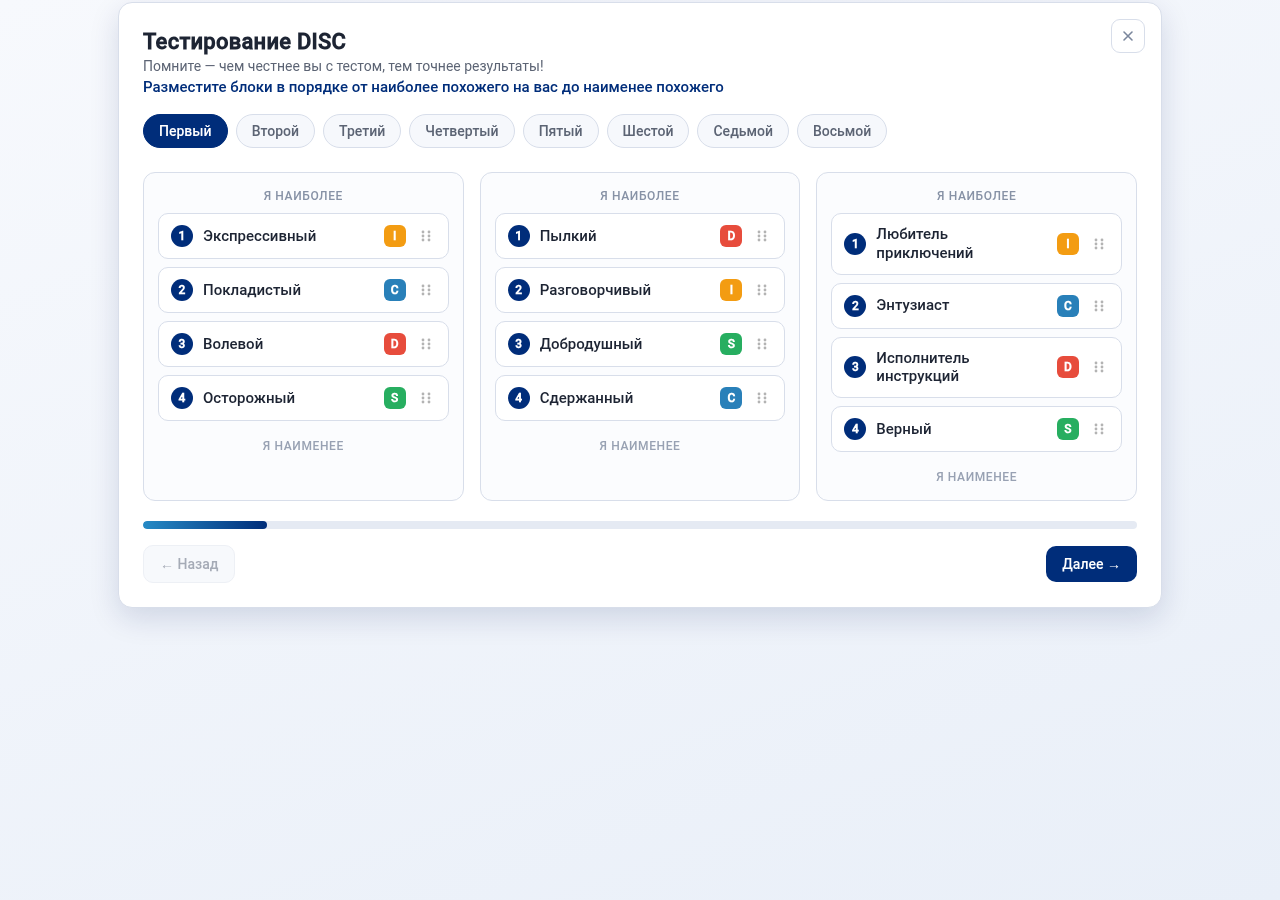 Тестирование DISC
×
Помните — чем честнее вы с тестом, тем точнее результаты!
Разместите блоки в порядке от наиболее похожего на вас до наименее похожего
Первый Второй Третий Четвертый Пятый Шестой Седьмой Восьмой
Я НАИБОЛЕЕ
1 Экспрессивный I
2 Покладистый C
3 Волевой D
4 Осторожный S
Я НАИМЕНЕЕ
Я НАИБОЛЕЕ
1 Пылкий D
2 Разговорчивый I
3 Добродушный S
4 Сдержанный C
Я НАИМЕНЕЕ
Я НАИБОЛЕЕ
1 Любитель
приключений I
2 Энтузиаст C
3 Исполнитель
инструкций D
4 Верный S
Я НАИМЕНЕЕ
← Назад
Далее →